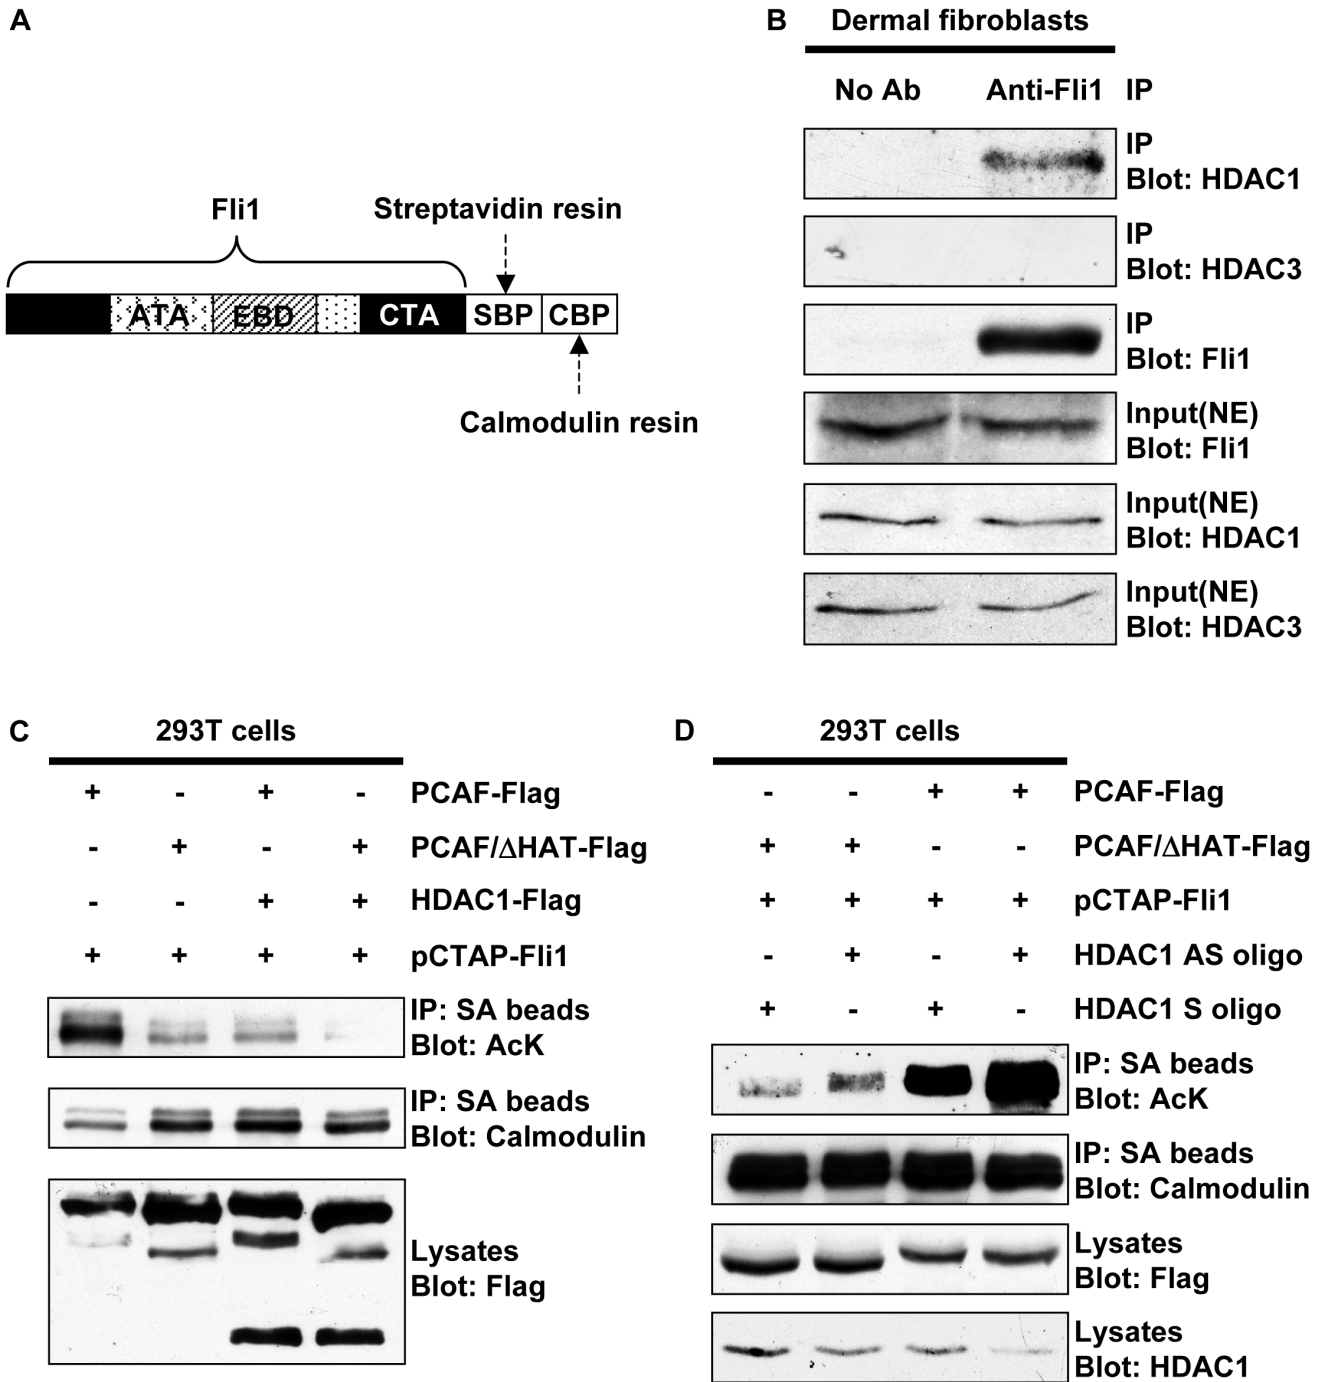 A
Fli1
Streptavidin resin
ATA
EBD
CTA
SBP
CBP
Calmodulin resin
B
Dermal fibroblasts
No Ab
Anti-Fli1
IP
IP
Blot: HDAC1
IP
Blot: HDAC3
IP
Blot: Fli1
Input(NE)
Blot: Fli1
Input(NE)
Blot: HDAC1
Input(NE)
Blot: HDAC3
C
293T cells
+ - + - PCAF-Flag
- + - + PCAF/ΔHAT-Flag
- - + + HDAC1-Flag
+ + + + pCTAP-Fli1
IP: SA beads
Blot: AcK
IP: SA beads
Blot: Calmodulin
Lysates
Blot: Flag
D
293T cells
- - + + PCAF-Flag
+ + - - PCAF/ΔHAT-Flag
+ + + + pCTAP-Fli1
- + - + HDAC1 AS oligo
+ - + - HDAC1 S oligo
IP: SA beads
Blot: AcK
IP: SA beads
Blot: Calmodulin
Lysates
Blot: Flag
Lysates
Blot: HDAC1